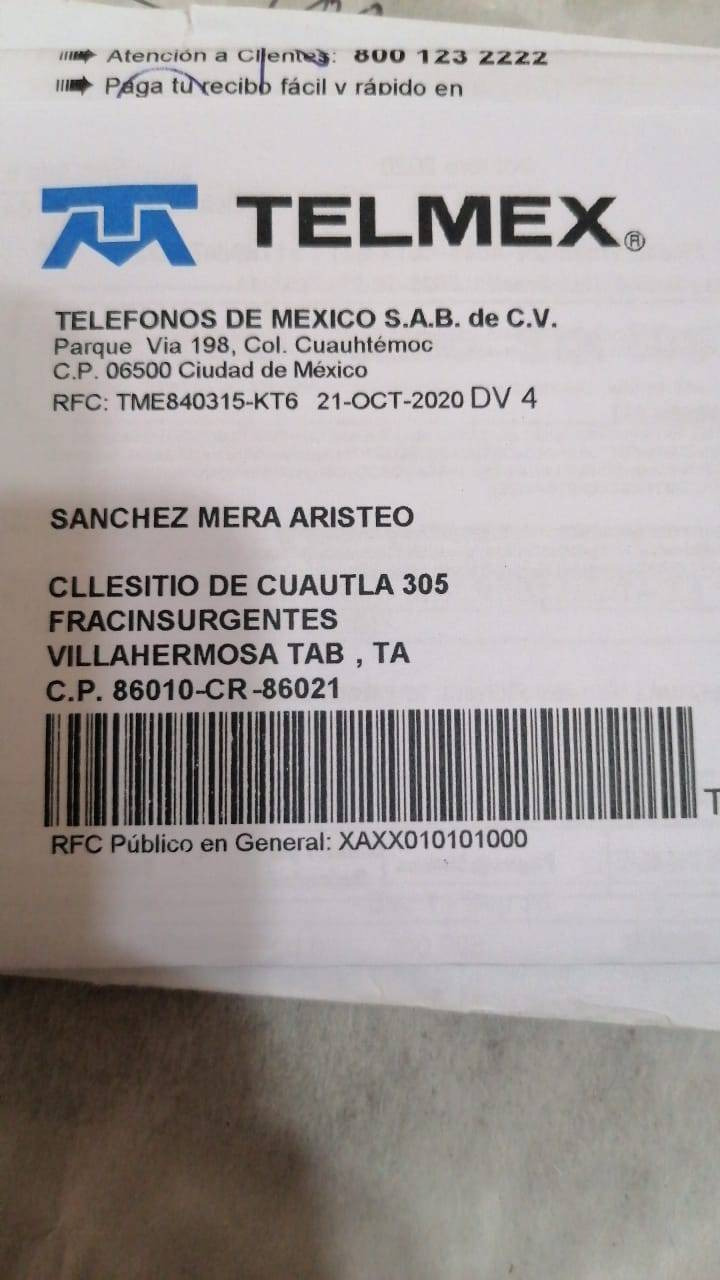 Atención a Clientes: 800 123 2222
Paga tu recibo fácil y rápido en
TELMEX®
TELEFONOS DE MEXICO S.A.B. de C.V.
Parque Via 198, Col. Cuauhtémoc
C.P. 06500 Ciudad de México
RFC: TME840315-KT6 21-OCT-2020 DV 4
SANCHEZ MERA ARISTEO
CLLESITIO DE CUAUTLA 305
FRACINSURGENTES
VILLAHERMOSA TAB , TA
C.P. 86010-CR-86021
T
RFC Público en General: XAXX010101000